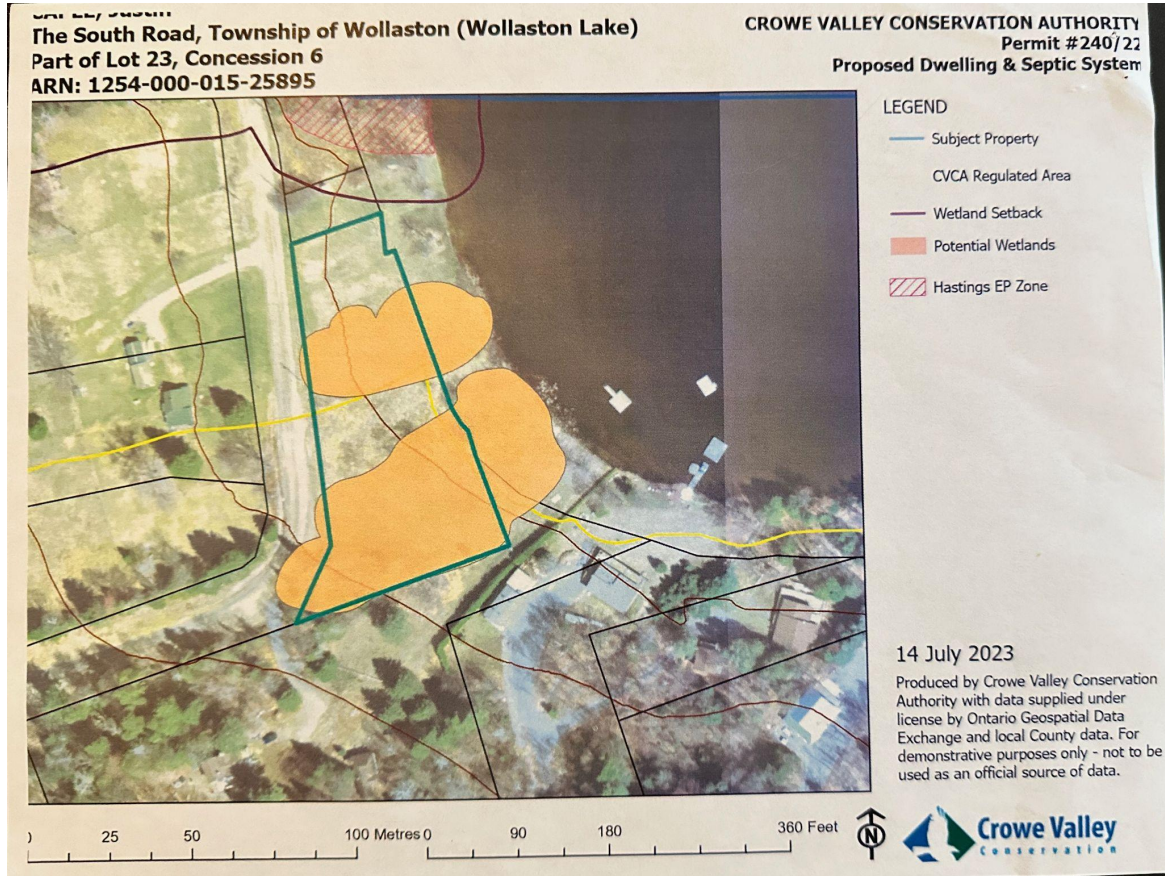 The South Road, Township of Wollaston (Wollaston Lake)
Part of Lot 23, Concession 6
ARN: 1254-000-015-25895
CROWE VALLEY CONSERVATION AUTHORITY
Permit #240/22
Proposed Dwelling & Septic System
LEGEND
Subject Property
CVCA Regulated Area
Wetland Setback
Potential Wetlands
Hastings EP Zone
14 July 2023
Produced by Crowe Valley Conservation
Authority with data supplied under
license by Ontario Geospatial Data
Exchange and local County data. For
demonstrative purposes only - not to be
used as an official source of data.
25 50 100 Metres
0 90 180 360 Feet
N
Crowe Valley
Conservation